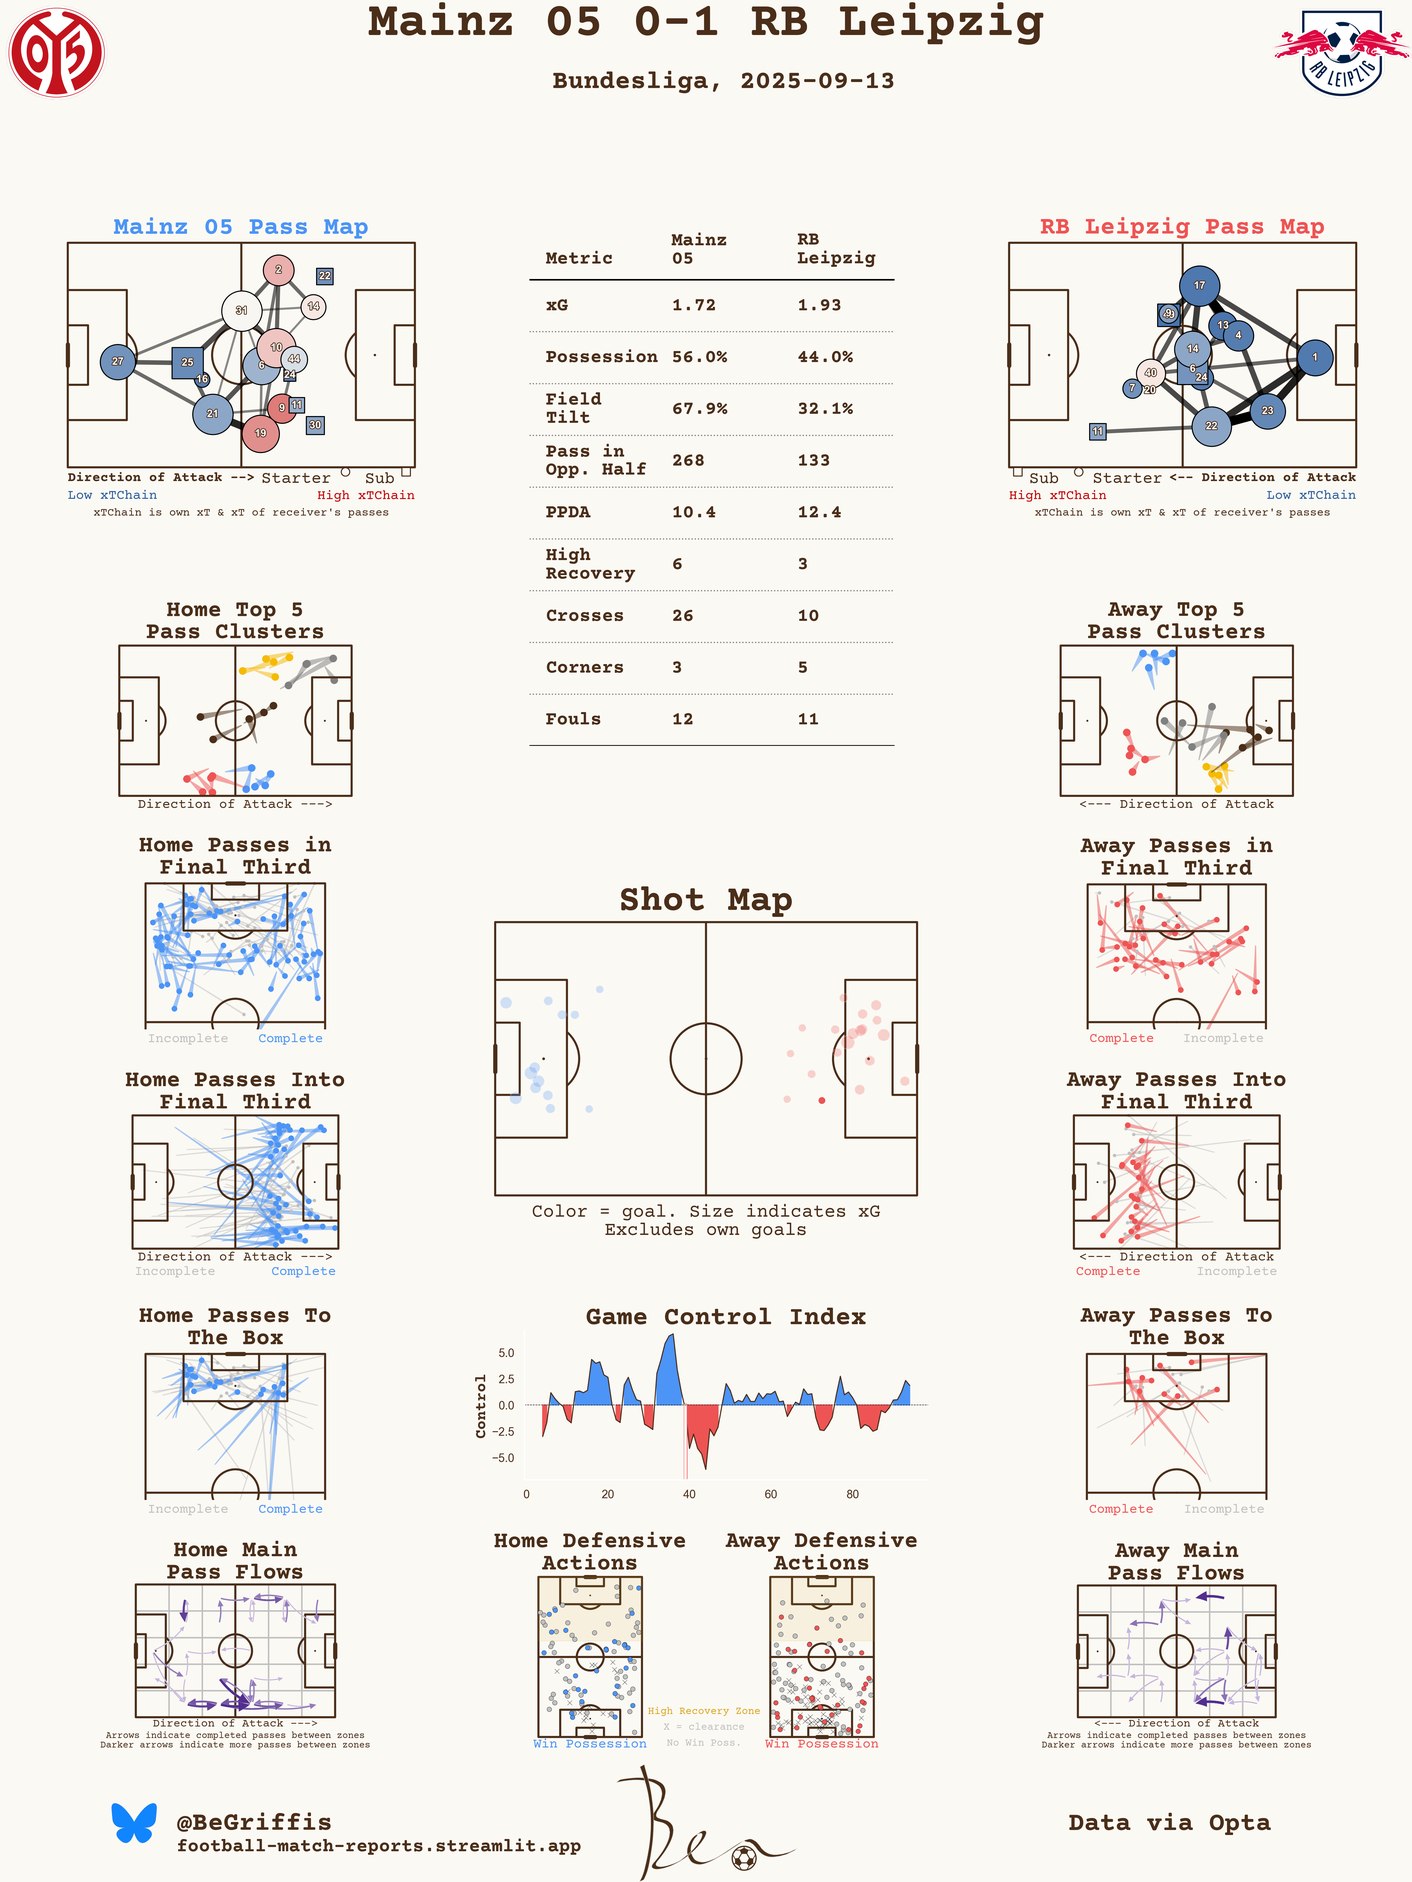 Mainz 05 0-1 RB Leipzig
Bundesliga, 2025-09-13
RB LEIPZIG
Mainz 05 Pass Map
2
22
31
14
10
27
25
6
44
24
16
21
9
11
19
30
Direction of Attack --> Starter Sub
Low xTChain High xTChain
xTChain is own xT & xT of receiver's passes
Metric Mainz 05 RB Leipzig
xG 1.72 1.93
Possession 56.0% 44.0%
Field Tilt 67.9% 32.1%
Pass in Opp. Half 268 133
PPDA 10.4 12.4
High Recovery 6 3
Crosses 26 10
Corners 3 5
Fouls 12 11
RB Leipzig Pass Map
17
9
13
4
14
1
40
6
24
7
20
23
22
11
Sub Starter <-- Direction of Attack
High xTChain Low xTChain
xTChain is own xT & xT of receiver's passes
Home Top 5
Pass Clusters
Direction of Attack --->
Away Top 5
Pass Clusters
<--- Direction of Attack
Home Passes in
Final Third
Incomplete Complete
Away Passes in
Final Third
Complete Incomplete
Shot Map
Color = goal. Size indicates xG
Excludes own goals
Home Passes Into
Final Third
Direction of Attack --->
Incomplete Complete
Away Passes Into
Final Third
<--- Direction of Attack
Complete Incomplete
Home Passes To
The Box
Incomplete Complete
Game Control Index
Control
5.0
2.5
0.0
−2.5
−5.0
0 20 40 60 80
Away Passes To
The Box
Complete Incomplete
Home Main
Pass Flows
Direction of Attack --->
Arrows indicate completed passes between zones
Darker arrows indicate more passes between zones
Home Defensive
Actions
Win Possession
High Recovery Zone
X = clearance
No Win Poss.
Away Defensive
Actions
Win Possession
Away Main
Pass Flows
<--- Direction of Attack
Arrows indicate completed passes between zones
Darker arrows indicate more passes between zones
@BeGriffis
football-match-reports.streamlit.app
Ben
Data via Opta